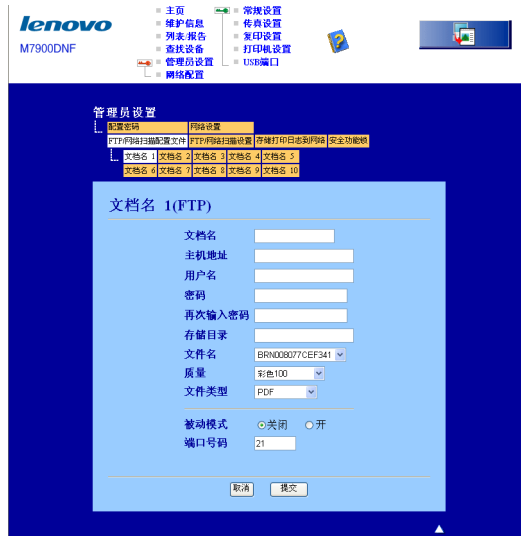 lenovo
M7900DNF
主页
维护信息
列表/报告
查找设备
管理员设置
网络配置
常规设置
传真设置
复印设置
打印机设置
USB端口
管理员设置
配置密码 网络设置
FTP/网络扫描配置文件 FTP/网络扫描设置 存储打印日志到网络 安全功能锁
文档名 1 文档名 2 文档名 3 文档名 4 文档名 5
文档名 6 文档名 7 文档名 8 文档名 9 文档名 10
文档名 1(FTP)
文档名
主机地址
用户名
密码
再次输入密码
存储目录
文件名 BRN008077CEF341
质量 彩色100
文件类型 PDF
被动模式 关闭 开
端口号码 21
取消 提交